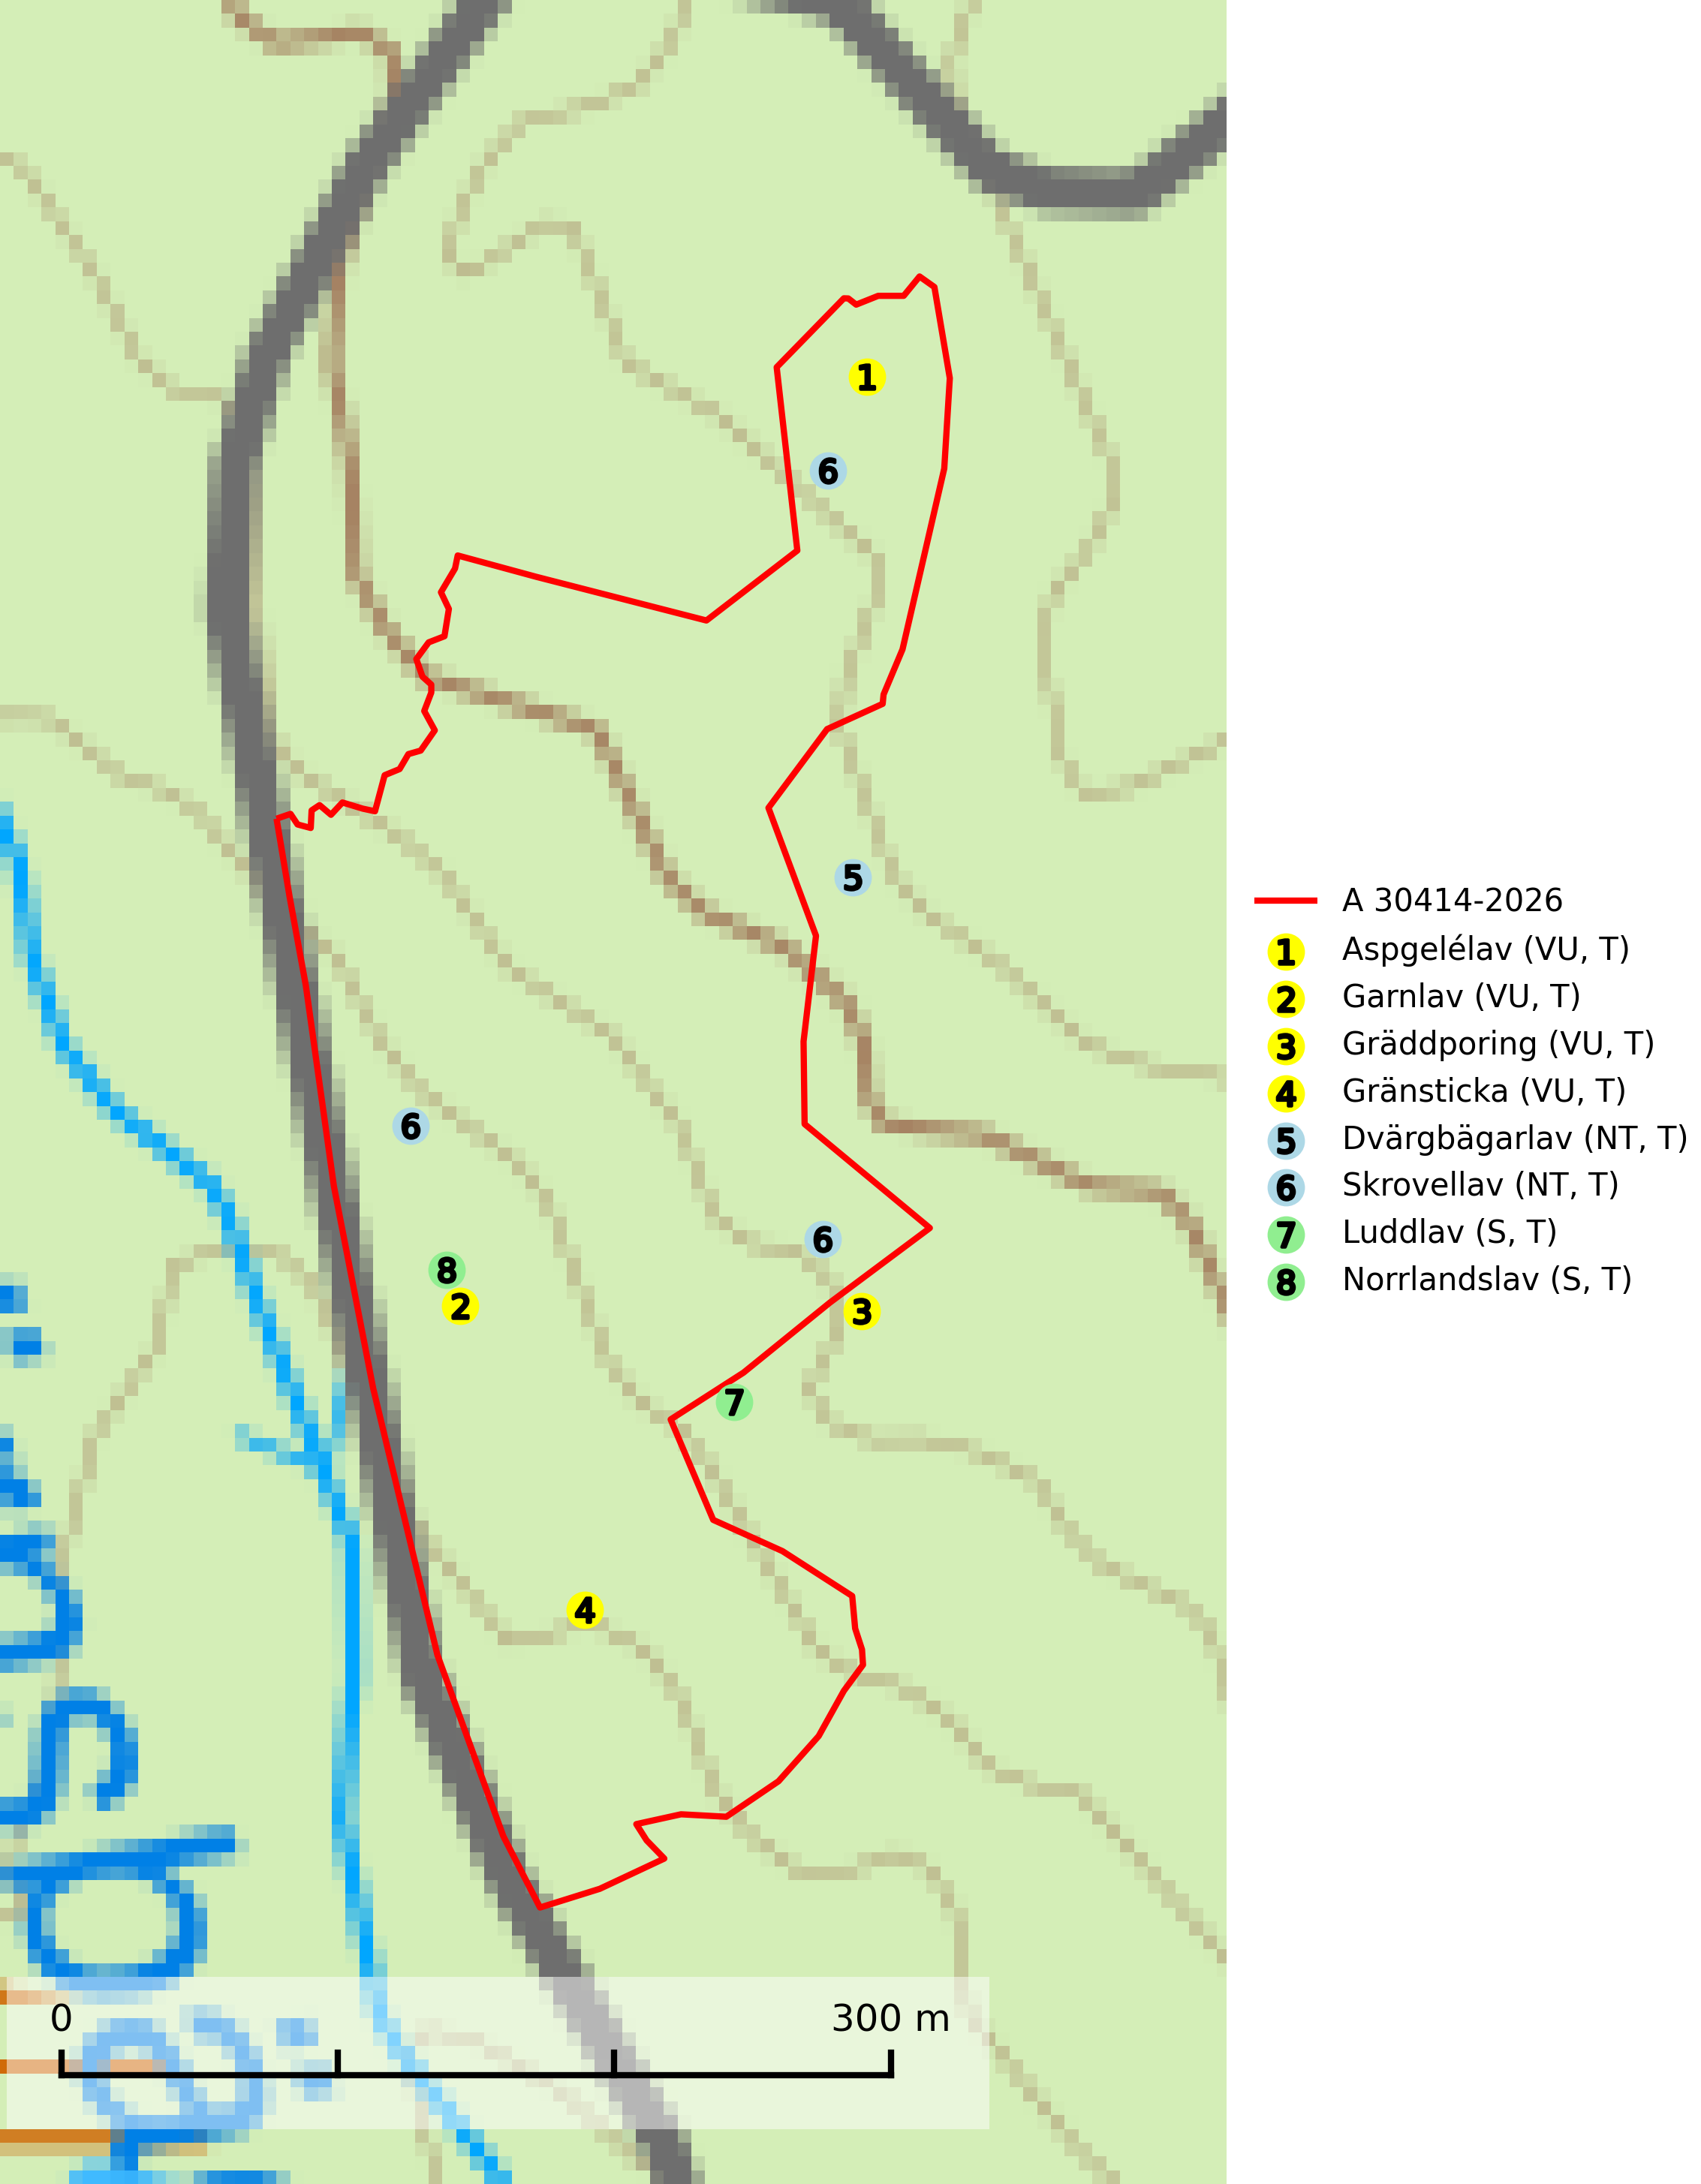 1
6
5
6
6
8
2
3
7
4
0 300 m
A 30414-2026
1 Aspgelélav (VU, T)
2 Garnlav (VU, T)
3 Gräddporing (VU, T)
4 Gränsticka (VU, T)
5 Dvärgbägarlav (NT, T)
6 Skrovellav (NT, T)
7 Luddlav (S, T)
8 Norrlandslav (S, T)